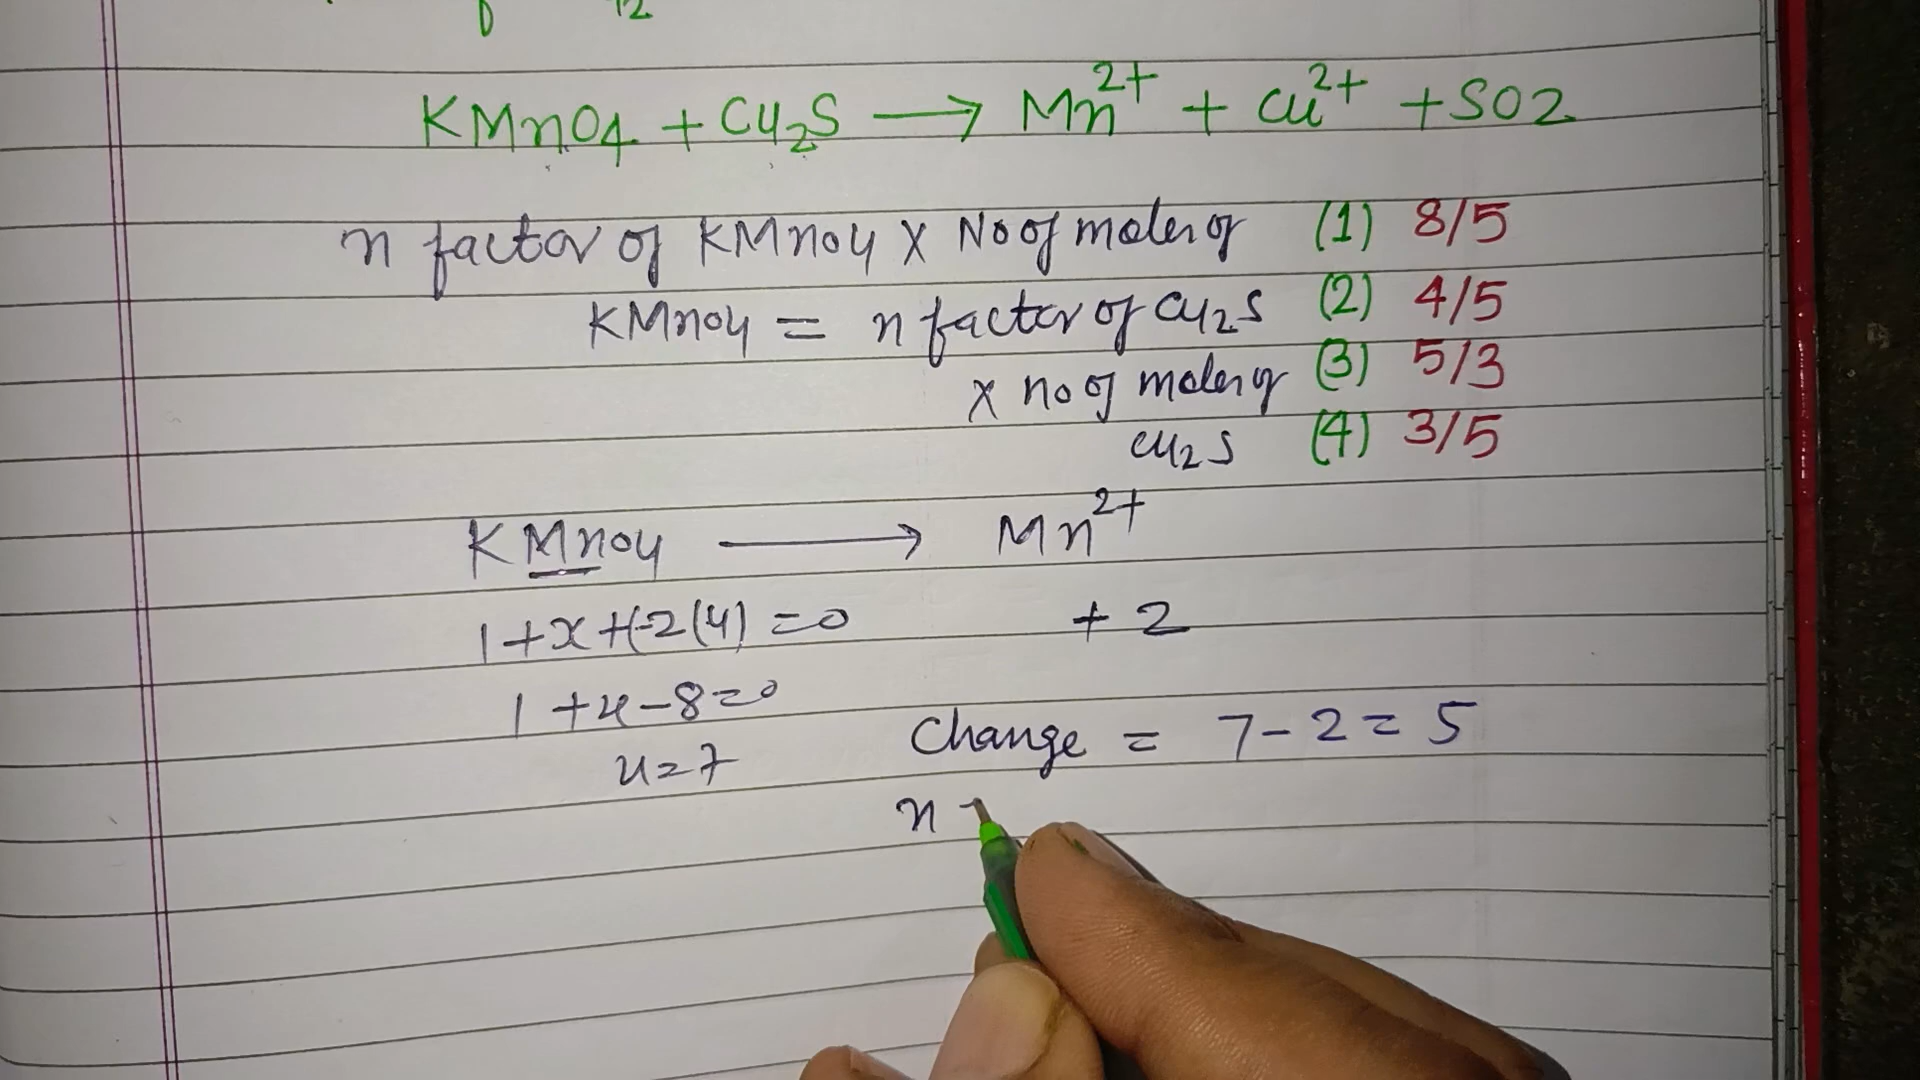 12
KMnO4 + Cu2S → Mn2+ + Cu2+ + SO2
n factor of KMnO4 X No of moles of (1) 8/5
KMnO4 = n factor of Cu2S (2) 4/5
X no of moles of (3) 5/3
Cu2S (4) 3/5
KMnO4 → Mn2+
1+x+(-2(4)=0 +2
1+x-8=0
Change = 7-2=5
x=7
n